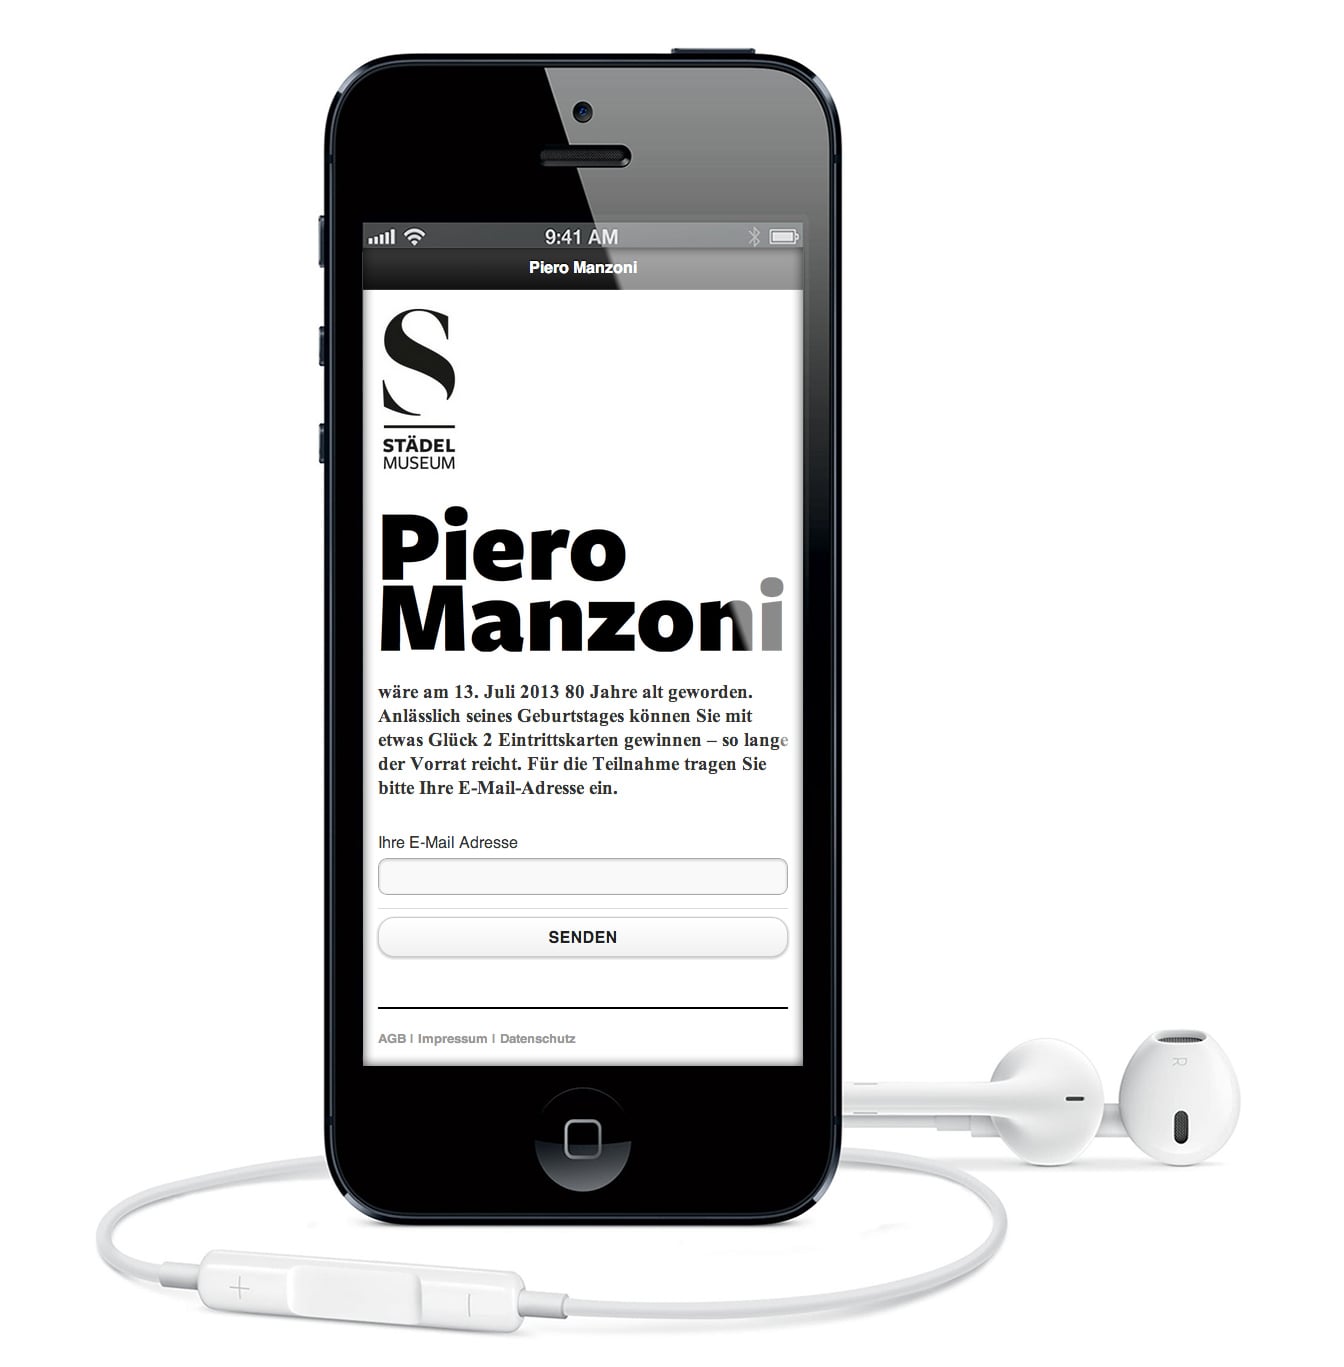 9:41 AM
Piero Manzoni
S
STÄDEL
MUSEUM
Piero
Manzoni
wäre am 13. Juli 2013 80 Jahre alt geworden.
Anlässlich seines Geburtstages können Sie mit
etwas Glück 2 Eintrittskarten gewinnen – so lange
der Vorrat reicht. Für die Teilnahme tragen Sie
bitte Ihre E-Mail-Adresse ein.
Ihre E-Mail Adresse
SENDEN
AGB | Impressum | Datenschutz
R